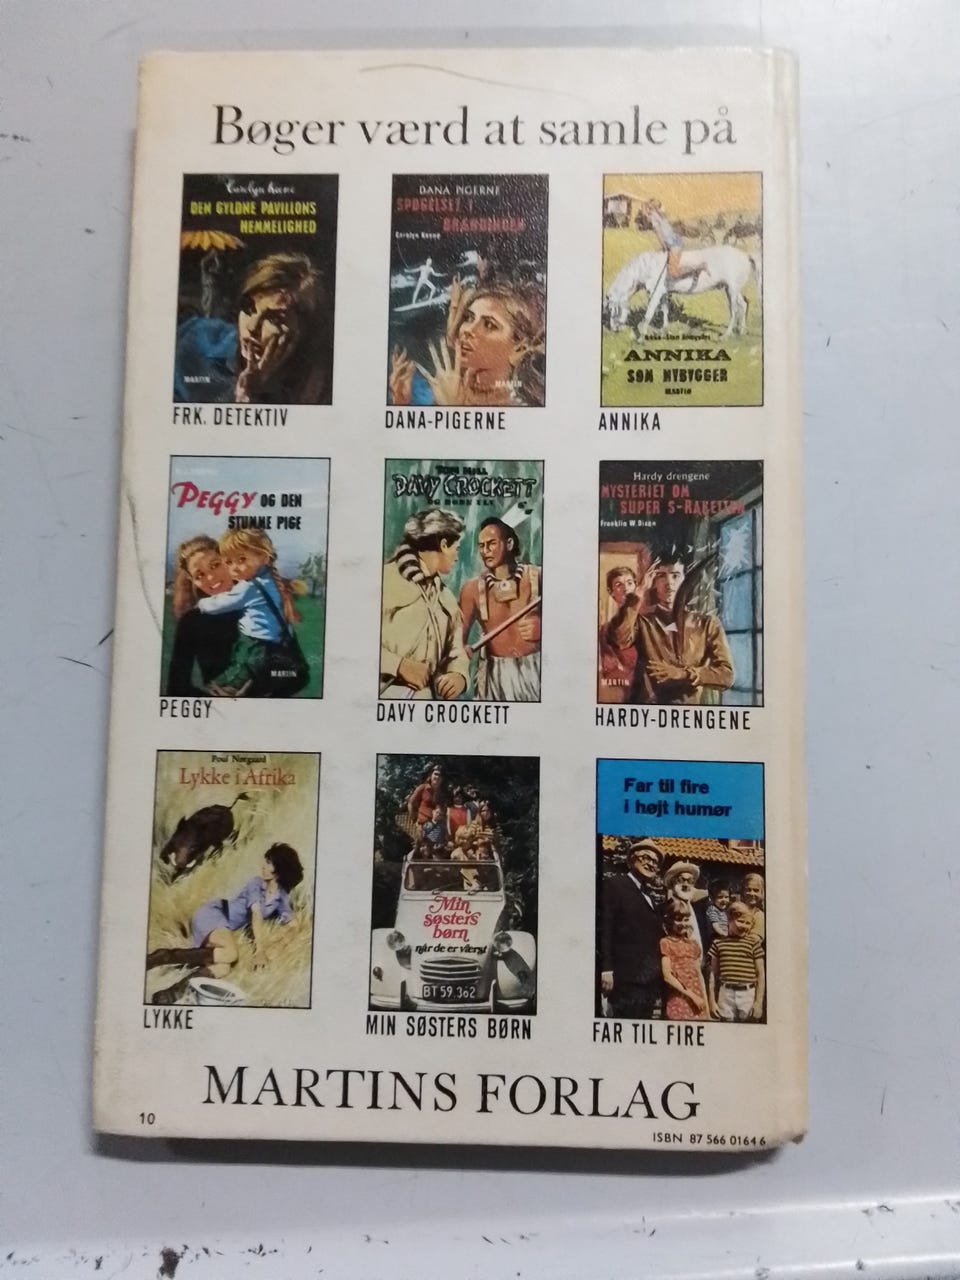 Bøger værd at samle på
Carolyn Keene
DEN GYLDNE PAVILLONS
HEMMELIGHED
MARTIN
FRK. DETEKTIV
DANA PIGERNE
SPØGELSET I
BRÆNDINGEN
Carolyn Keene
MARTIN
DANA-PIGERNE
ANNIKA
SOM NYBYGGER
MARTIN
ANNIKA
PEGGY OG DEN
STUMME PIGE
MARTIN
PEGGY
TOM HILL
DAVY CROCKETT
DAVY CROCKETT
Hardy drengene
MYSTERIET OM
SUPER S-RAKETTEN
Franklin W. Dixon
MARTIN
HARDY-DRENGENE
Poul Nørgaard
Lykke i Afrika
LYKKE
Min
søsters
børn
når de er værst
BT 59.302
MIN SØSTERS BØRN
Far til fire
i højt humør
FAR TIL FIRE
MARTINS FORLAG
10
ISBN 87 566 0164 6